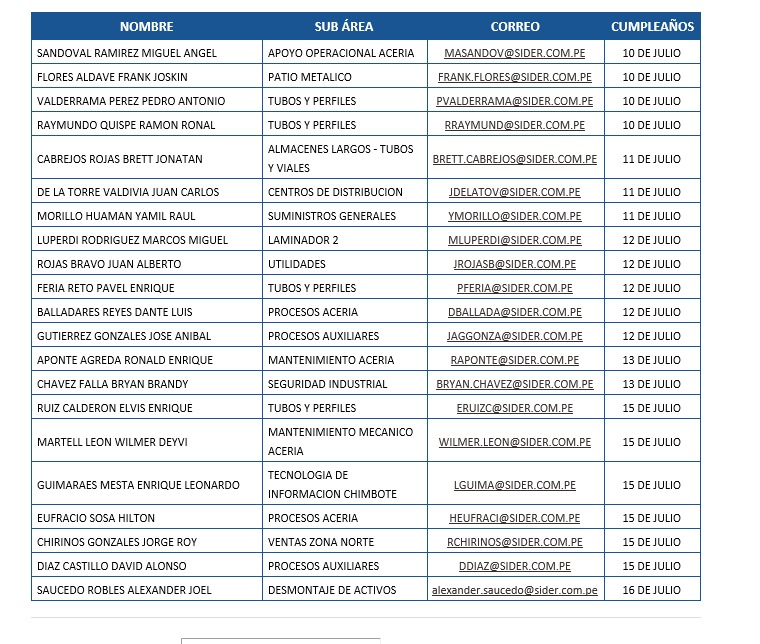 NOMBRE SUB ÁREA CORREO CUMPLEAÑOS
SANDOVAL RAMIREZ MIGUEL ANGEL APOYO OPERACIONAL ACERIA MASANDOV@SIDER.COM.PE 10 DE JULIO
FLORES ALDAVE FRANK JOSKIN PATIO METALICO FRANK.FLORES@SIDER.COM.PE 10 DE JULIO
VALDERRAMA PEREZ PEDRO ANTONIO TUBOS Y PERFILES PVALDERRAMA@SIDER.COM.PE 10 DE JULIO
RAYMUNDO QUISPE RAMON RONAL TUBOS Y PERFILES RRAYMUND@SIDER.COM.PE 10 DE JULIO
CABREJOS ROJAS BRETT JONATAN ALMACENES LARGOS - TUBOS
Y VIALES BRETT.CABREJOS@SIDER.COM.PE 11 DE JULIO
DE LA TORRE VALDIVIA JUAN CARLOS CENTROS DE DISTRIBUCION JDELATOV@SIDER.COM.PE 11 DE JULIO
MORILLO HUAMAN YAMIL RAUL SUMINISTROS GENERALES YMORILLO@SIDER.COM.PE 11 DE JULIO
LUPERDI RODRIGUEZ MARCOS MIGUEL LAMINADOR 2 MLUPERDI@SIDER.COM.PE 12 DE JULIO
ROJAS BRAVO JUAN ALBERTO UTILIDADES JROJASB@SIDER.COM.PE 12 DE JULIO
FERIA RETO PAVEL ENRIQUE TUBOS Y PERFILES PFERIA@SIDER.COM.PE 12 DE JULIO
BALLADARES REYES DANTE LUIS PROCESOS ACERIA DBALLADA@SIDER.COM.PE 12 DE JULIO
GUTIERREZ GONZALES JOSE ANIBAL PROCESOS AUXILIARES JAGGONZA@SIDER.COM.PE 12 DE JULIO
APONTE AGREDA RONALD ENRIQUE MANTENIMIENTO ACERIA RAPONTE@SIDER.COM.PE 13 DE JULIO
CHAVEZ FALLA BRYAN BRANDY SEGURIDAD INDUSTRIAL BRYAN.CHAVEZ@SIDER.COM.PE 13 DE JULIO
RUIZ CALDERON ELVIS ENRIQUE TUBOS Y PERFILES ERUIZC@SIDER.COM.PE 15 DE JULIO
MARTELL LEON WILMER DEYVI MANTENIMIENTO MECANICO
ACERIA WILMER.LEON@SIDER.COM.PE 15 DE JULIO
GUIMARAES MESTA ENRIQUE LEONARDO TECNOLOGIA DE
INFORMACION CHIMBOTE LGUIMA@SIDER.COM.PE 15 DE JULIO
EUFRACIO SOSA HILTON PROCESOS ACERIA HEUFRACI@SIDER.COM.PE 15 DE JULIO
CHIRINOS GONZALES JORGE ROY VENTAS ZONA NORTE RCHIRINOS@SIDER.COM.PE 15 DE JULIO
DIAZ CASTILLO DAVID ALONSO PROCESOS AUXILIARES DDIAZ@SIDER.COM.PE 15 DE JULIO
SAUCEDO ROBLES ALEXANDER JOEL DESMONTAJE DE ACTIVOS alexander.saucedo@sider.com.pe 16 DE JULIO